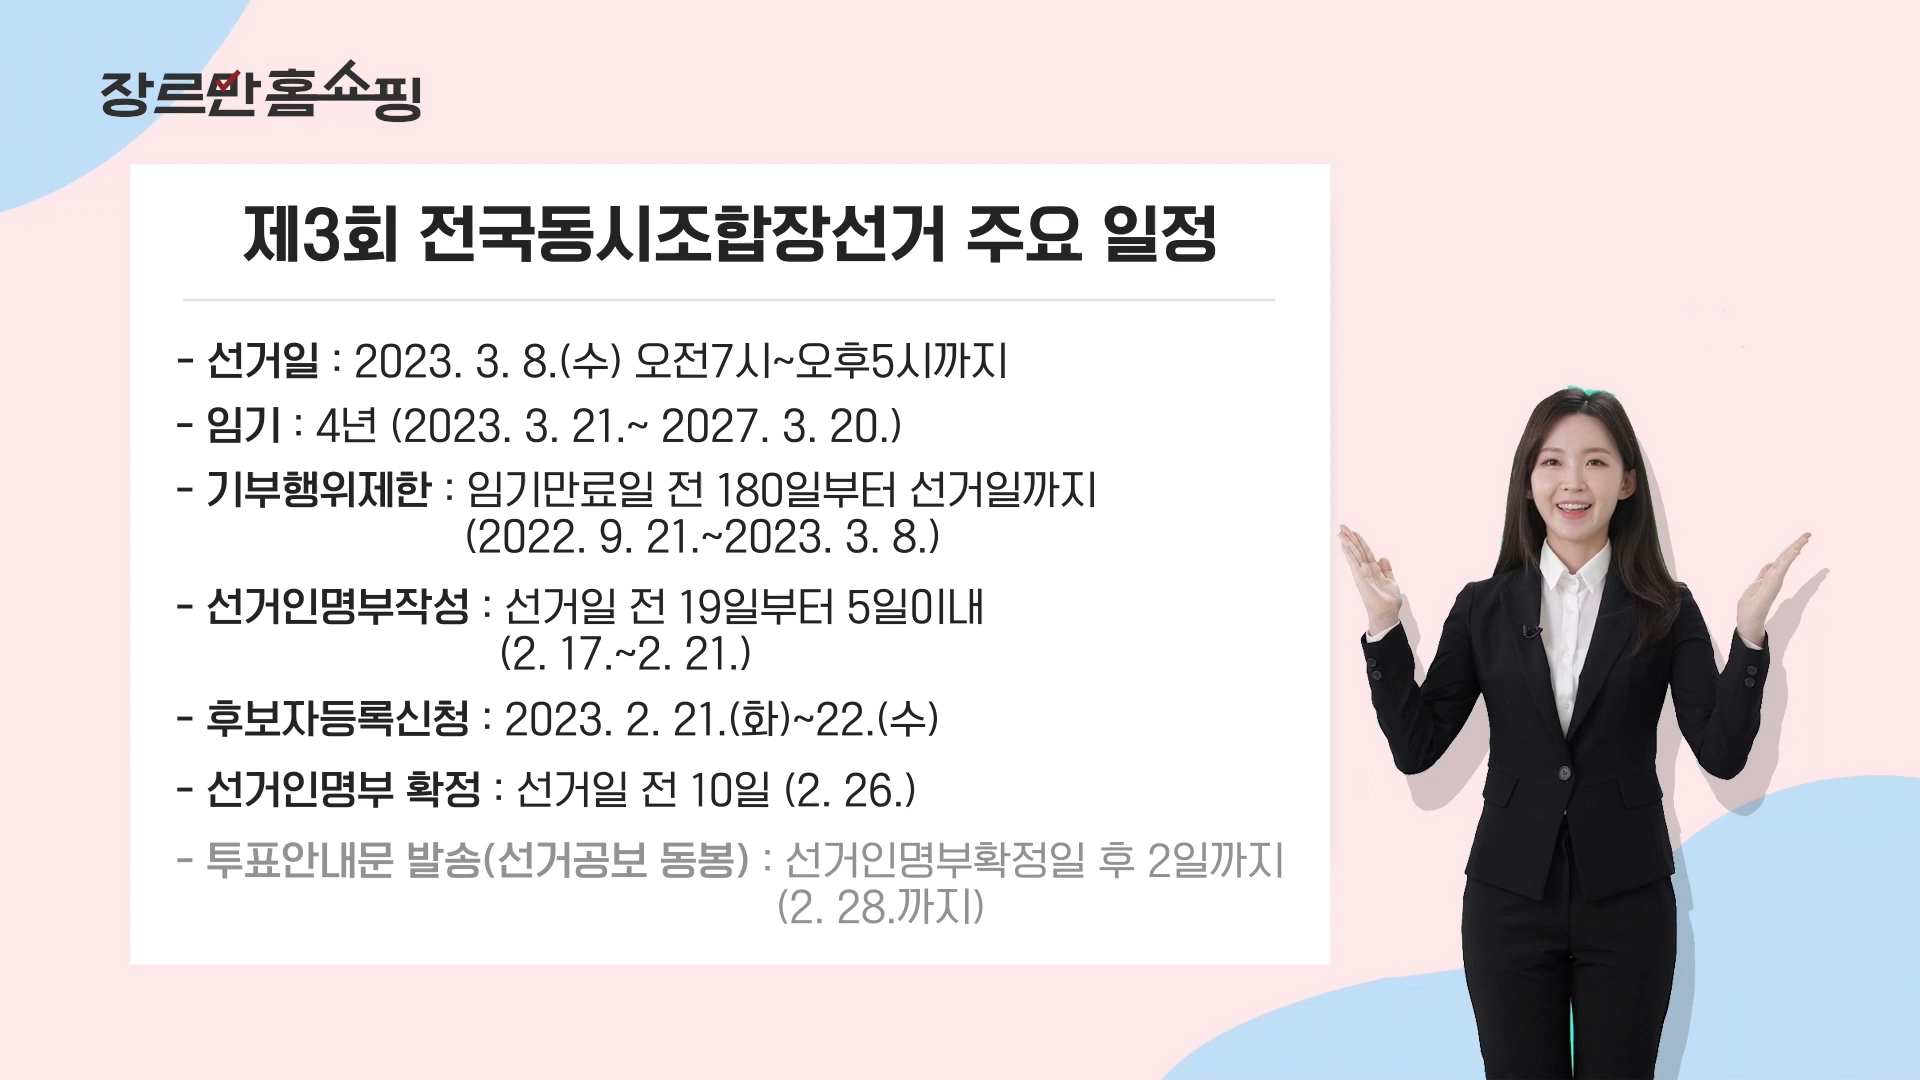 장르만 홈쇼핑
제3회 전국동시조합장선거 주요 일정
- 선거일 : 2023. 3. 8.(수) 오전7시~오후5시까지
- 임기 : 4년 (2023. 3. 21.~ 2027. 3. 20.)
- 기부행위제한 : 임기만료일 전 180일부터 선거일까지
(2022. 9. 21.~2023. 3. 8.)
- 선거인명부작성 : 선거일 전 19일부터 5일이내
(2. 17.~2. 21.)
- 후보자등록신청 : 2023. 2. 21.(화)~22.(수)
- 선거인명부 확정 : 선거일 전 10일 (2. 26.)
- 투표안내문 발송(선거공보 동봉) : 선거인명부확정일 후 2일까지
(2. 28.까지)